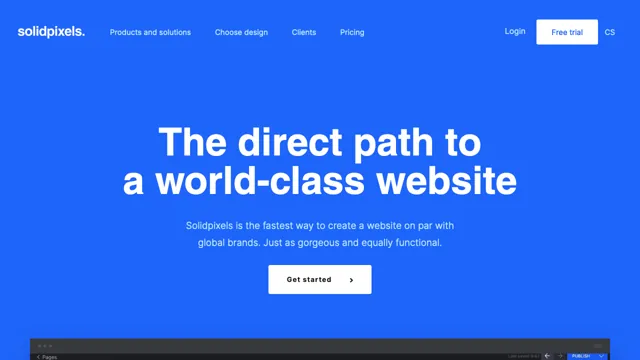 solidpixels.
Products and solutions
Choose design
Clients
Pricing
Login
Free trial
CS
The direct path to
a world-class website
Solidpixels is the fastest way to create a website on par with
global brands. Just as gorgeous and equally functional.
Get started
Pages
PUBLISH